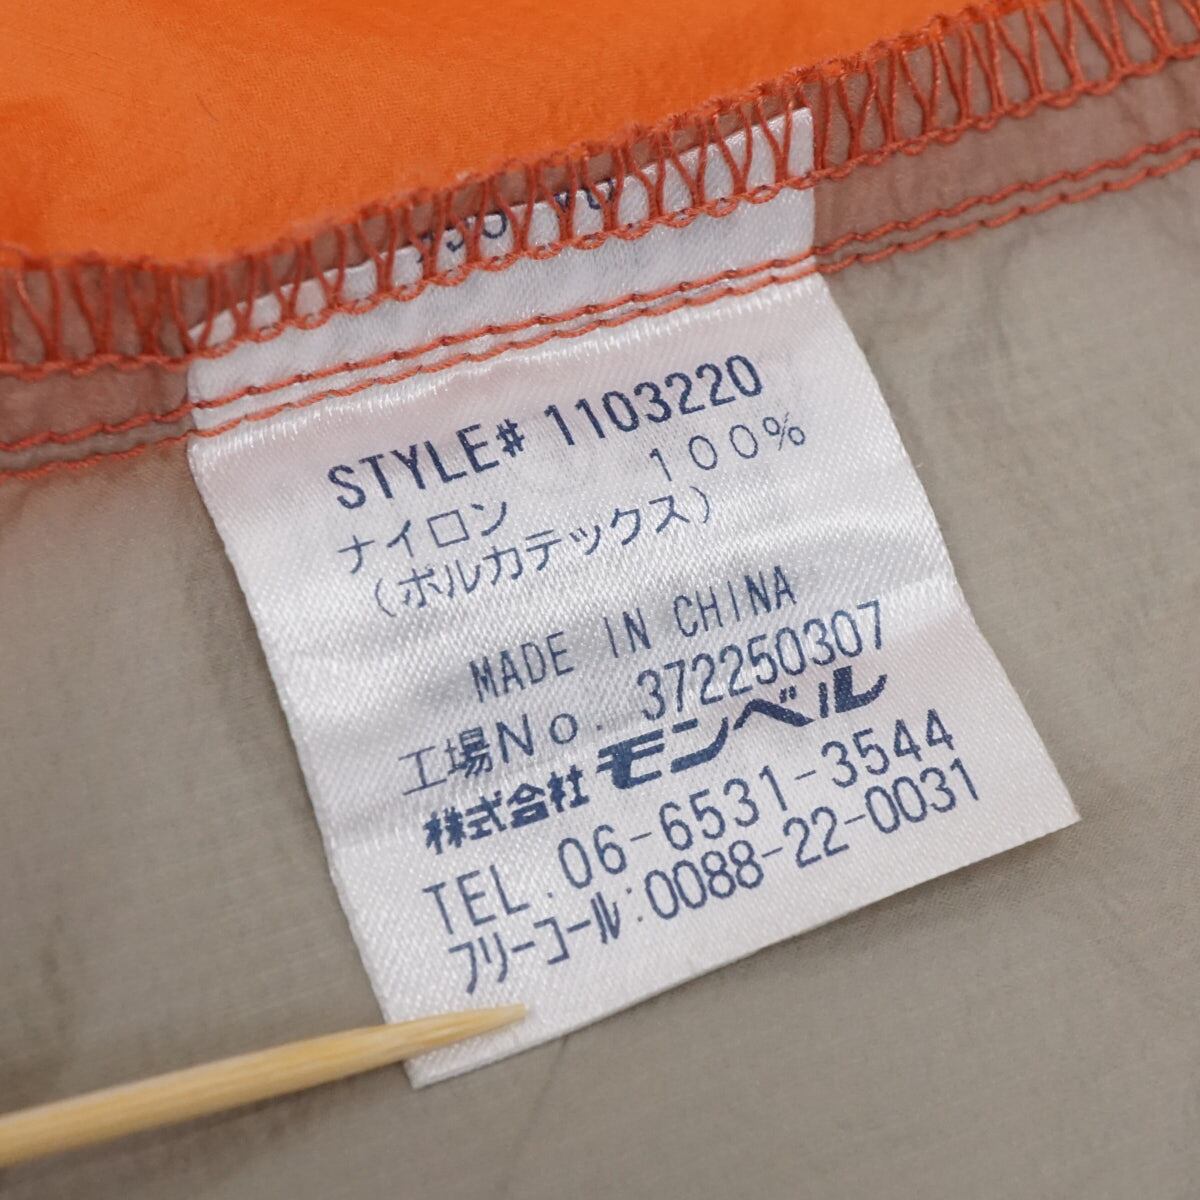 STYLE# 1103220
ナイロン 100%
(ポルカテックス)
MADE IN CHINA
工場No. 372250307
株式会社 モンベル
TEL. 06-6531-3544
フリーコール:0088-22-0031